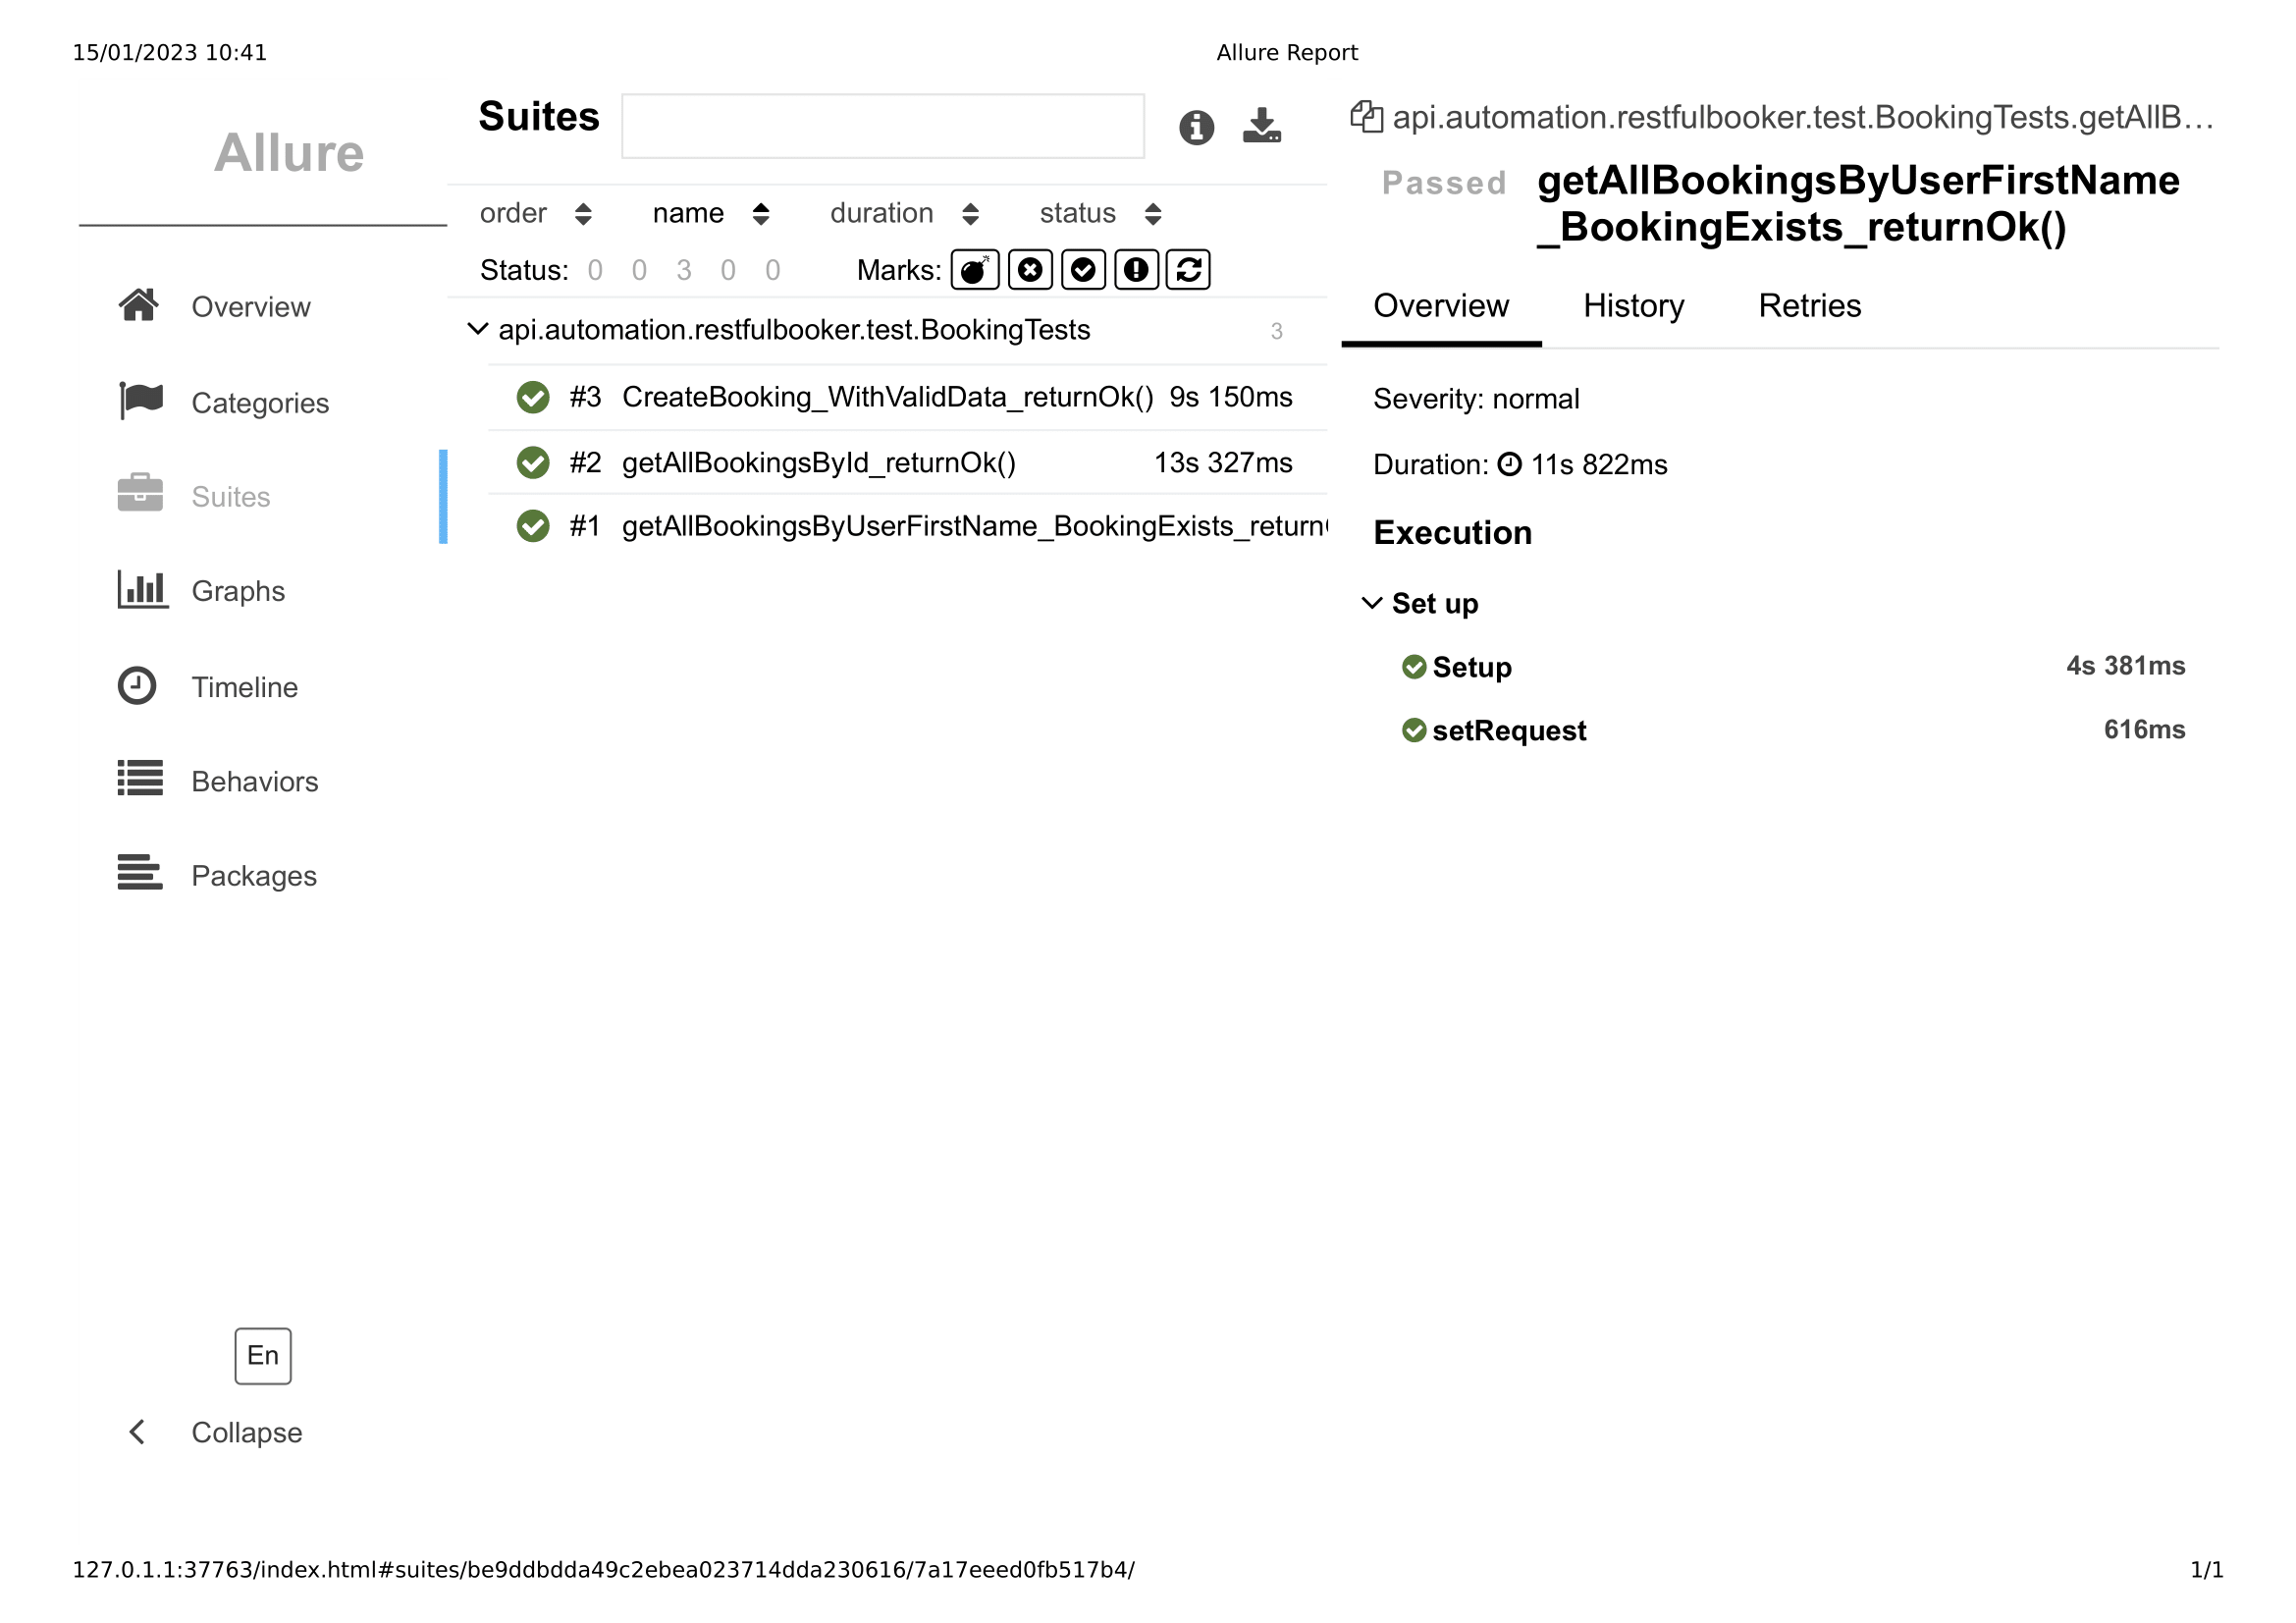 15/01/2023 10:41
Allure Report
Allure
Overview
Categories
Suites
Graphs
Timeline
Behaviors
Packages
En
Collapse
Suites
order name duration status
Status: 0 0 3 0 0 Marks:
api.automation.restfulbooker.test.BookingTests 3
#3 CreateBooking_WithValidData_returnOk() 9s 150ms
#2 getAllBookingsById_returnOk() 13s 327ms
#1 getAllBookingsByUserFirstName_BookingExists_return
api.automation.restfulbooker.test.BookingTests.getAllB…
Passed getAllBookingsByUserFirstName
_BookingExists_returnOk()
Overview History Retries
Severity: normal
Duration: 11s 822ms
Execution
Set up
Setup 4s 381ms
setRequest 616ms
127.0.1.1:37763/index.html#suites/be9ddbdda49c2ebea023714dda230616/7a17eeed0fb517b4/
1/1